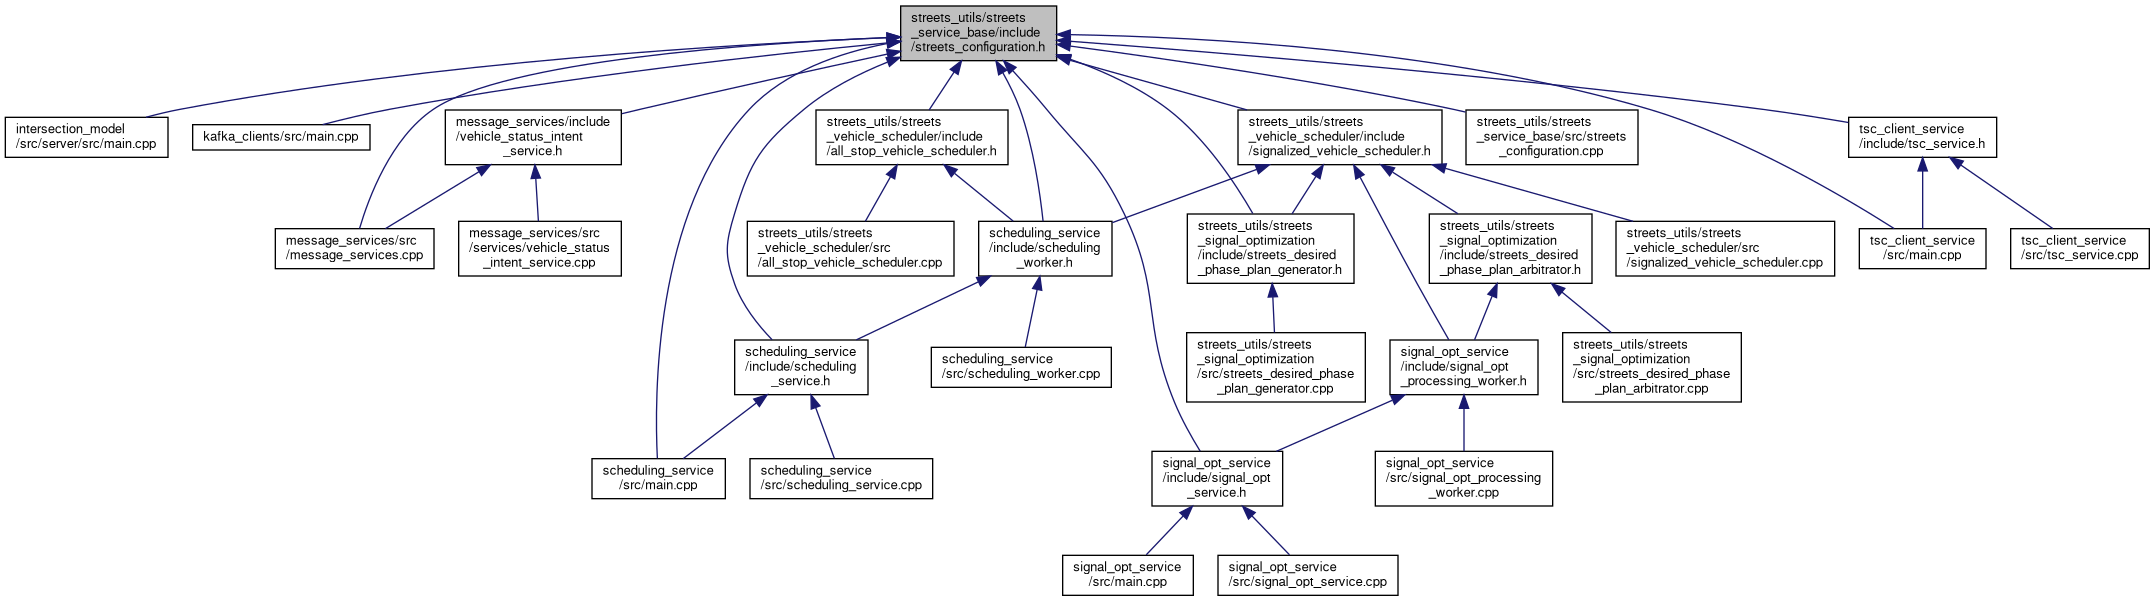 streets_utils/streets
_service_base/include
/streets_configuration.h
intersection_model
/src/server/src/main.cpp
kafka_clients/src/main.cpp
message_services/include
/vehicle_status_intent
_service.h
streets_utils/streets
_vehicle_scheduler/include
/all_stop_vehicle_scheduler.h
streets_utils/streets
_vehicle_scheduler/include
/signalized_vehicle_scheduler.h
streets_utils/streets
_service_base/src/streets
_configuration.cpp
tsc_client_service
/include/tsc_service.h
message_services/src
/message_services.cpp
message_services/src
/services/vehicle_status
_intent_service.cpp
streets_utils/streets
_vehicle_scheduler/src
/all_stop_vehicle_scheduler.cpp
scheduling_service
/include/scheduling
_worker.h
streets_utils/streets
_signal_optimization
/include/streets_desired
_phase_plan_generator.h
streets_utils/streets
_signal_optimization
/include/streets_desired
_phase_plan_arbitrator.h
streets_utils/streets
_vehicle_scheduler/src
/signalized_vehicle_scheduler.cpp
tsc_client_service
/src/main.cpp
tsc_client_service
/src/tsc_service.cpp
scheduling_service
/include/scheduling
_service.h
scheduling_service
/src/scheduling_worker.cpp
streets_utils/streets
_signal_optimization
/src/streets_desired_phase
_plan_generator.cpp
signal_opt_service
/include/signal_opt
_processing_worker.h
streets_utils/streets
_signal_optimization
/src/streets_desired_phase
_plan_arbitrator.cpp
scheduling_service
/src/main.cpp
scheduling_service
/src/scheduling_service.cpp
signal_opt_service
/include/signal_opt
_service.h
signal_opt_service
/src/signal_opt_processing
_worker.cpp
signal_opt_service
/src/main.cpp
signal_opt_service
/src/signal_opt_service.cpp